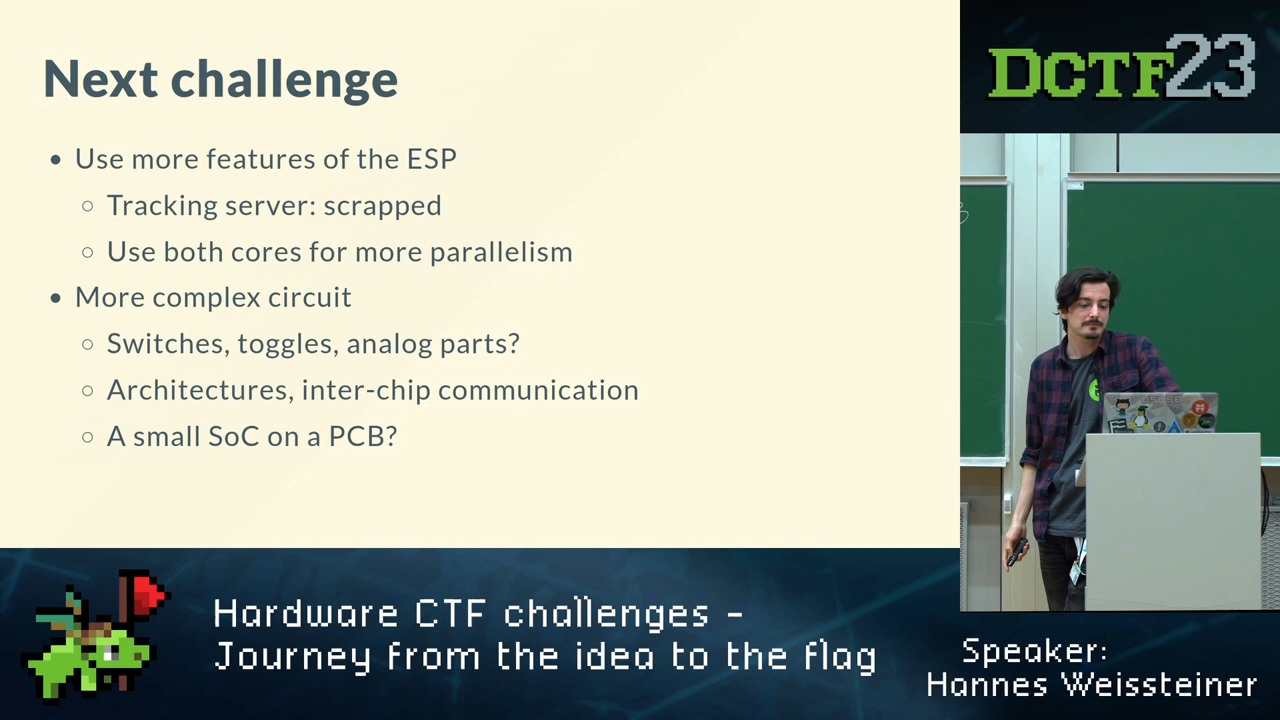 Next challenge
Use more features of the ESP
Tracking server: scrapped
Use both cores for more parallelism
More complex circuit
Switches, toggles, analog parts?
Architectures, inter-chip communication
A small SoC on a PCB?
DCTF23
Hardware CTF challenges -
Journey from the idea to the flag
Speaker:
Hannes Weissteiner